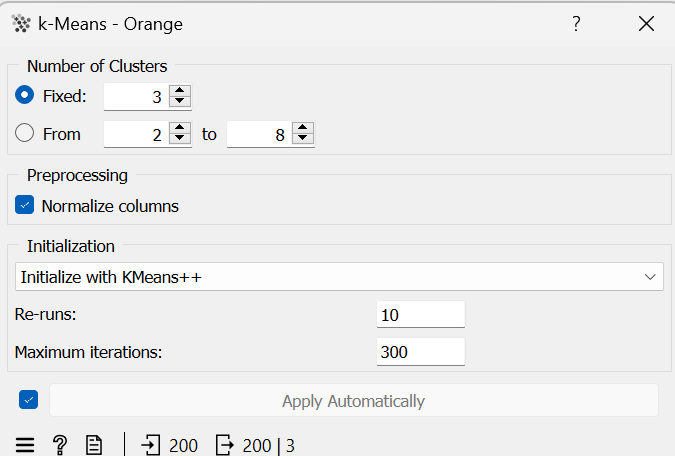 k-Means - Orange ?
Number of Clusters
Fixed: 3
From 2 to 8
Preprocessing
Normalize columns
Initialization
Initialize with KMeans++
Re-runs: 10
Maximum iterations: 300
Apply Automatically
? 200 200 | 3